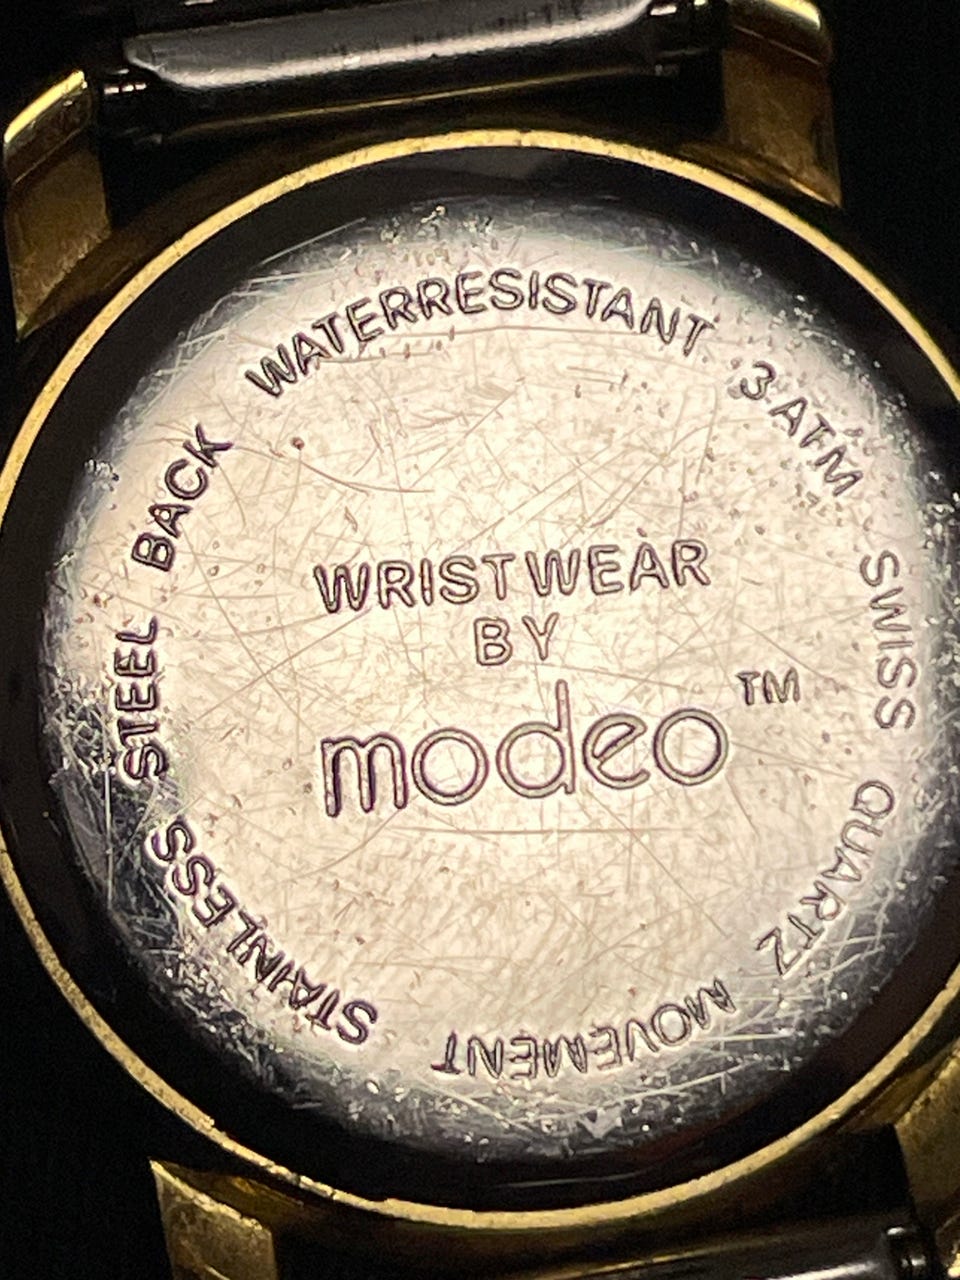 STAINLESS STEEL BACK WATERRESISTANT 3 ATM SWISS QUARTZ MOVEMENT
WRISTWEAR
BY
modeo™